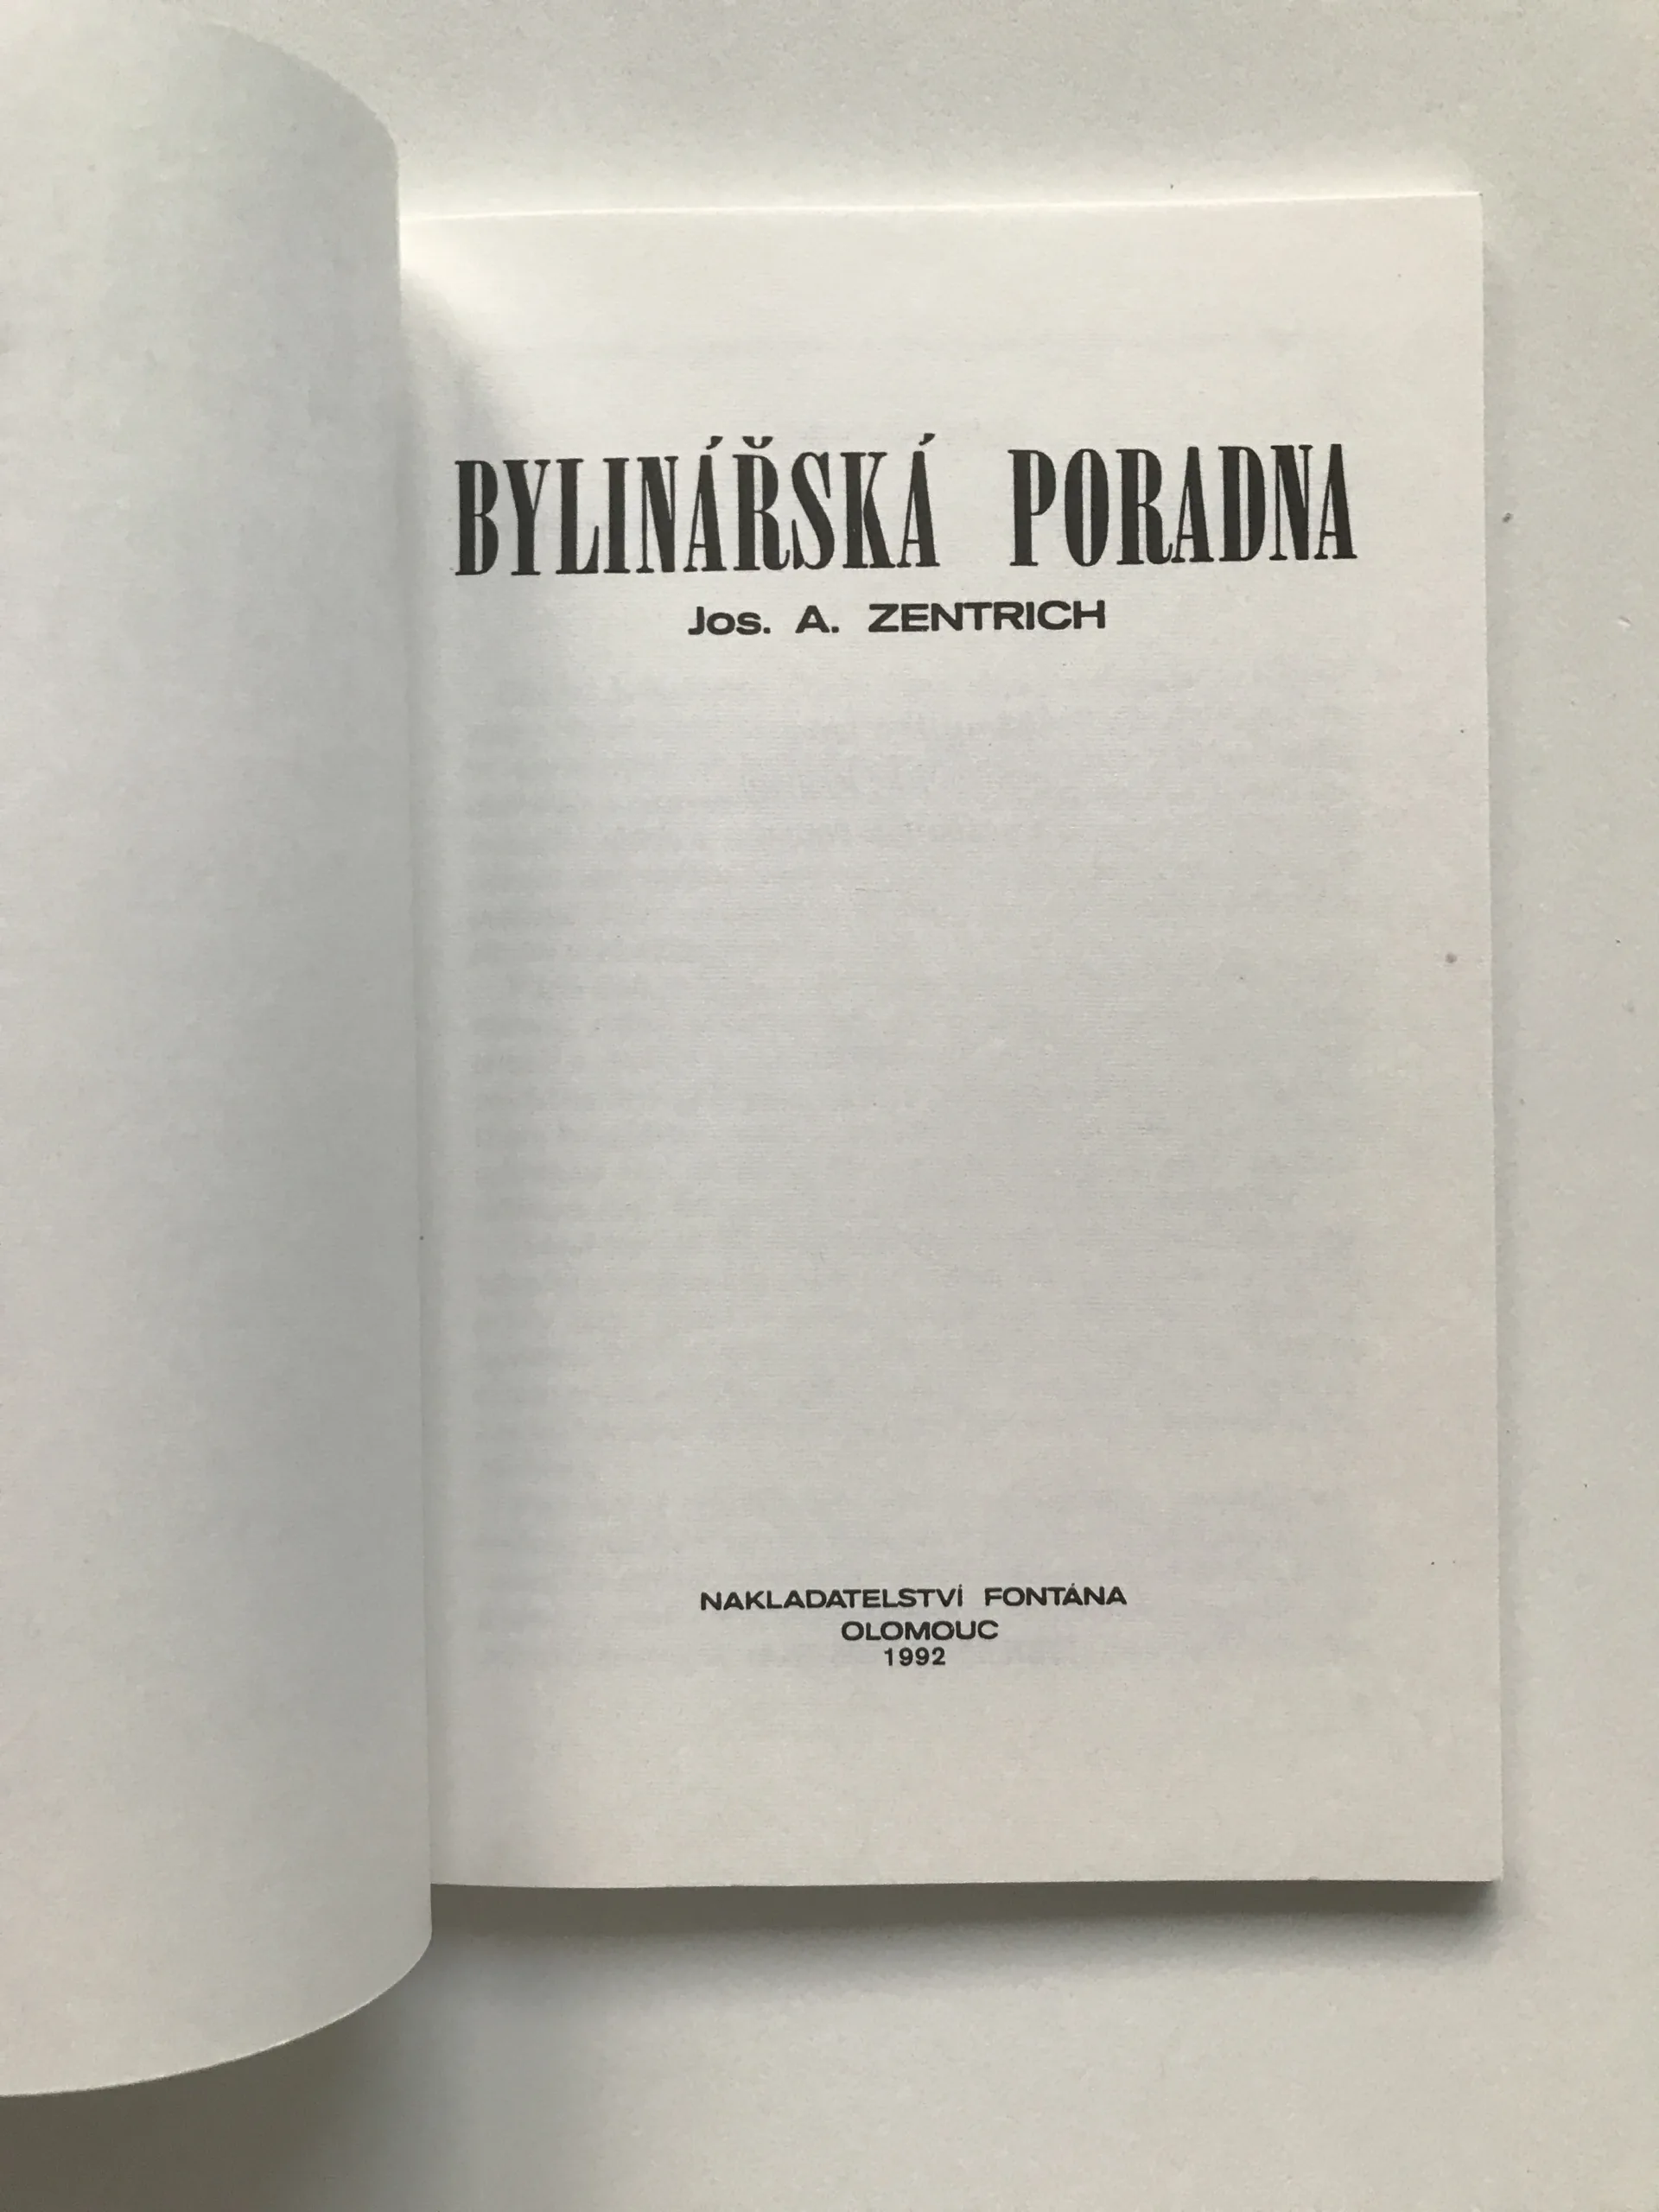 BYLINÁŘSKÁ PORADNA
Jos. A. ZENTRICH
NAKLADATELSTVÍ FONTÁNA
OLOMOUC
1992